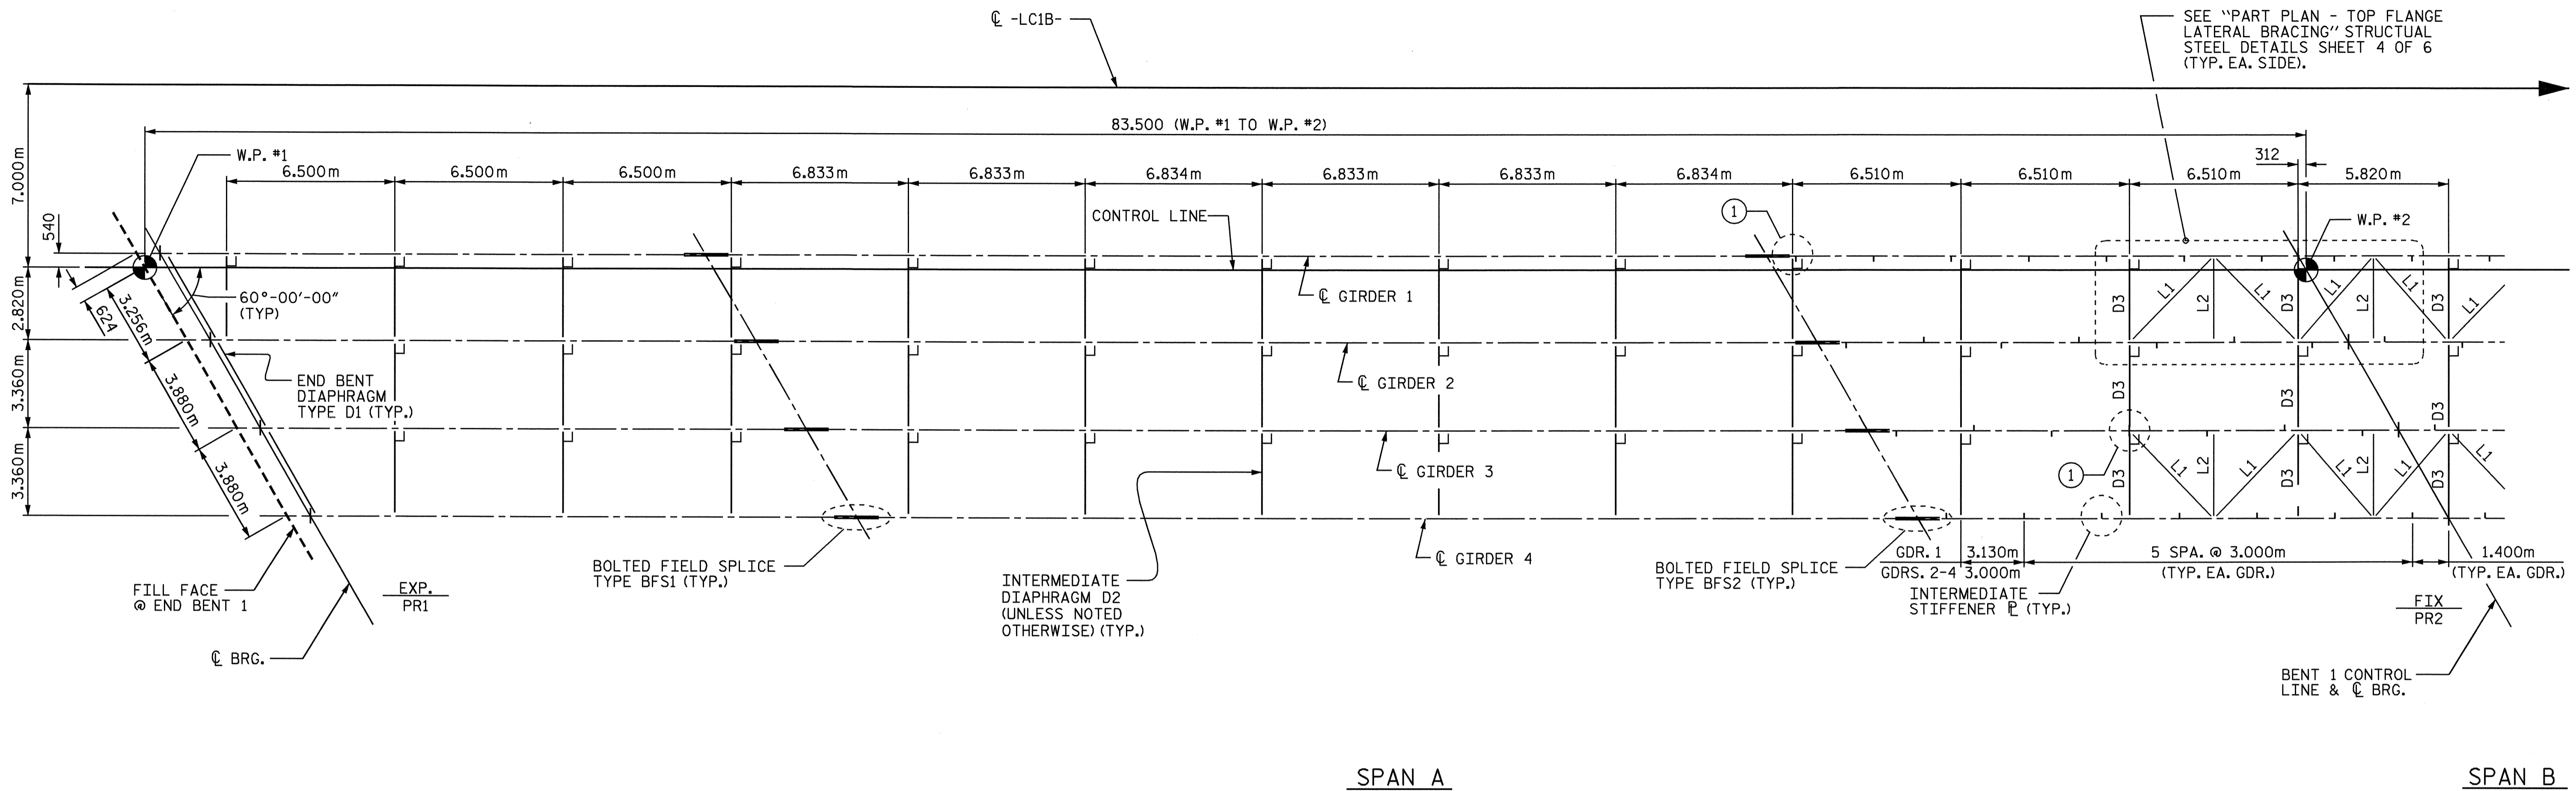 ℄ -LC1B-
SEE "PART PLAN - TOP FLANGE
LATERAL BRACING" STRUCTUAL
STEEL DETAILS SHEET 4 OF 6
(TYP. EA. SIDE).
83.500 (W.P. #1 TO W.P. #2)
W.P. #1
312
6.500m
6.500m
6.500m
6.833m
6.833m
6.834m
6.833m
6.833m
6.834m
6.510m
6.510m
6.510m
5.820m
7.000m
540
2.820m
3.360m
3.360m
CONTROL LINE
1
W.P. #2
60°-00'-00"
(TYP)
624
3.256m
3.880m
3.880m
℄ GIRDER 1
℄ GIRDER 2
℄ GIRDER 3
℄ GIRDER 4
END BENT
DIAPHRAGM
TYPE D1 (TYP.)
D3
L1
L2
L1
D3
L1
L2
L1
D3
L1
D3
D3
D3
1
D3
L1
L2
L1
D3
L1
L2
L1
D3
L1
FILL FACE
@ END BENT 1
EXP.
PR1
℄ BRG.
BOLTED FIELD SPLICE
TYPE BFS1 (TYP.)
INTERMEDIATE
DIAPHRAGM D2
(UNLESS NOTED
OTHERWISE) (TYP.)
BOLTED FIELD SPLICE
TYPE BFS2 (TYP.)
GDR. 1 3.130m
GDRS. 2-4 3.000m
5 SPA. @ 3.000m
(TYP. EA. GDR.)
1.400m
(TYP. EA. GDR.)
INTERMEDIATE
STIFFENER ℄ (TYP.)
FIX
PR2
BENT 1 CONTROL
LINE & ℄ BRG.
SPAN A
SPAN B